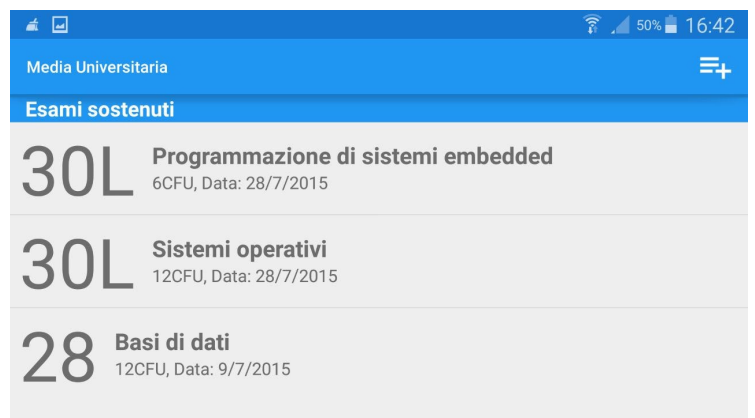 50% 16:42
Media Universitaria
Esami sostenuti
30L Programmazione di sistemi embedded
6CFU, Data: 28/7/2015
30L Sistemi operativi
12CFU, Data: 28/7/2015
28 Basi di dati
12CFU, Data: 9/7/2015